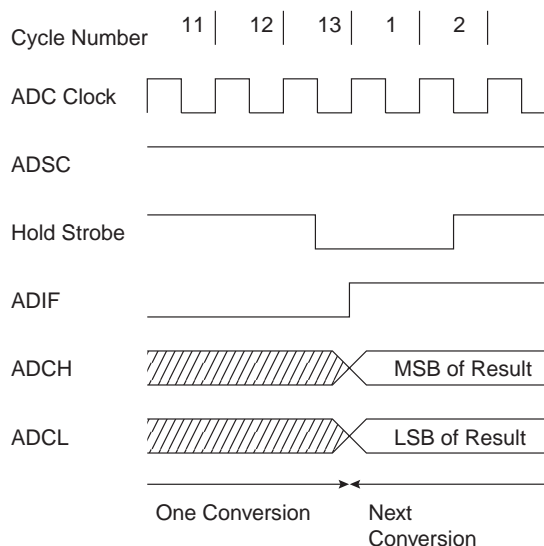 Cycle Number 11 12 13 1 2
ADC Clock
ADSC
Hold Strobe
ADIF
ADCH MSB of Result
ADCL LSB of Result
One Conversion Next
Conversion